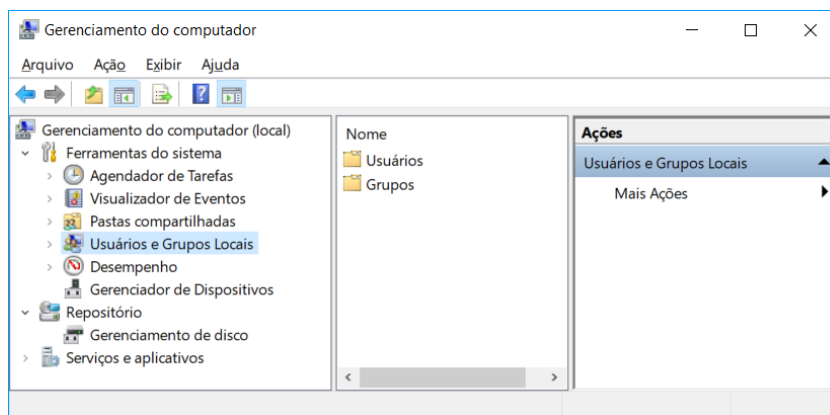 Gerenciamento do computador
Arquivo Ação Exibir Ajuda
Gerenciamento do computador (local)
Ferramentas do sistema
Agendador de Tarefas
Visualizador de Eventos
Pastas compartilhadas
Usuários e Grupos Locais
Desempenho
Gerenciador de Dispositivos
Repositório
Gerenciamento de disco
Serviços e aplicativos
Nome
Usuários
Grupos
Ações
Usuários e Grupos Locais
Mais Ações